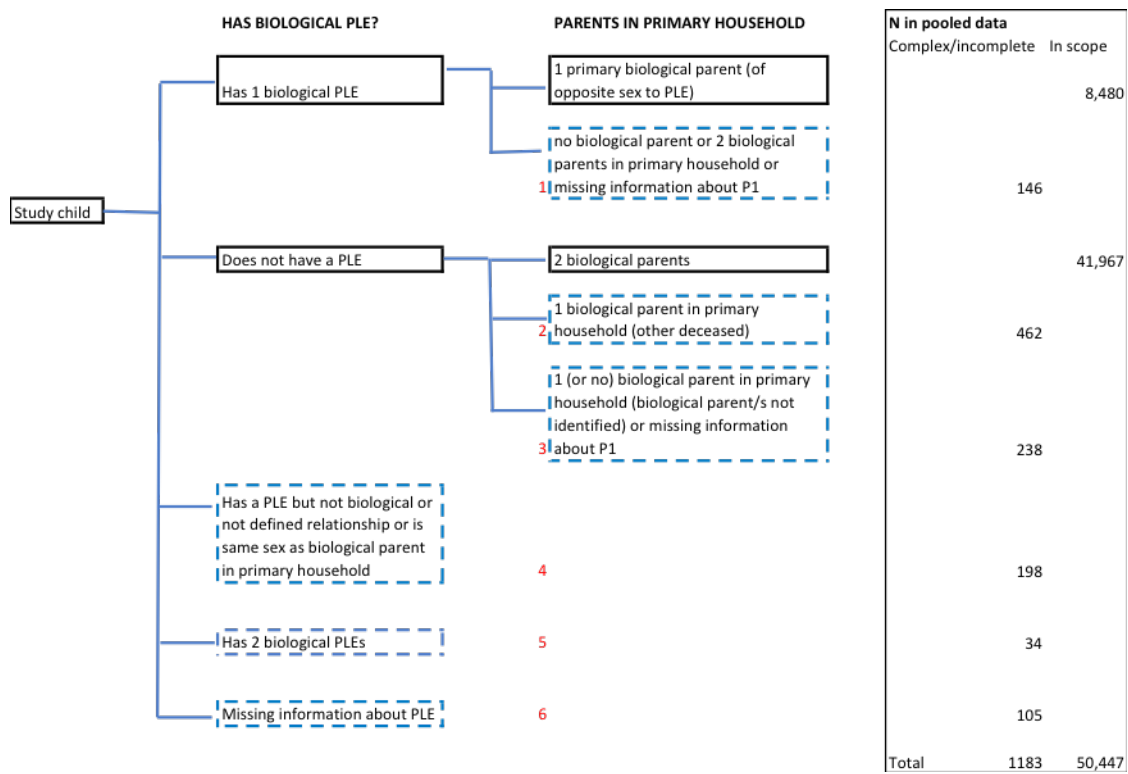 HAS BIOLOGICAL PLE?
PARENTS IN PRIMARY HOUSEHOLD
N in pooled data
Complex/incomplete In scope
Study child
Has 1 biological PLE
1 primary biological parent (of
opposite sex to PLE)
8,480
no biological parent or 2 biological
parents in primary household or
1 missing information about P1
146
Does not have a PLE
2 biological parents
41,967
1 biological parent in primary
2 household (other deceased)
462
1 (or no) biological parent in primary
household (biological parent/s not
identified) or missing information
3 about P1
238
Has a PLE but not biological or
not defined relationship or is
same sex as biological parent
in primary household
4
198
Has 2 biological PLEs
5
34
Missing information about PLE
6
105
Total 1183 50,447